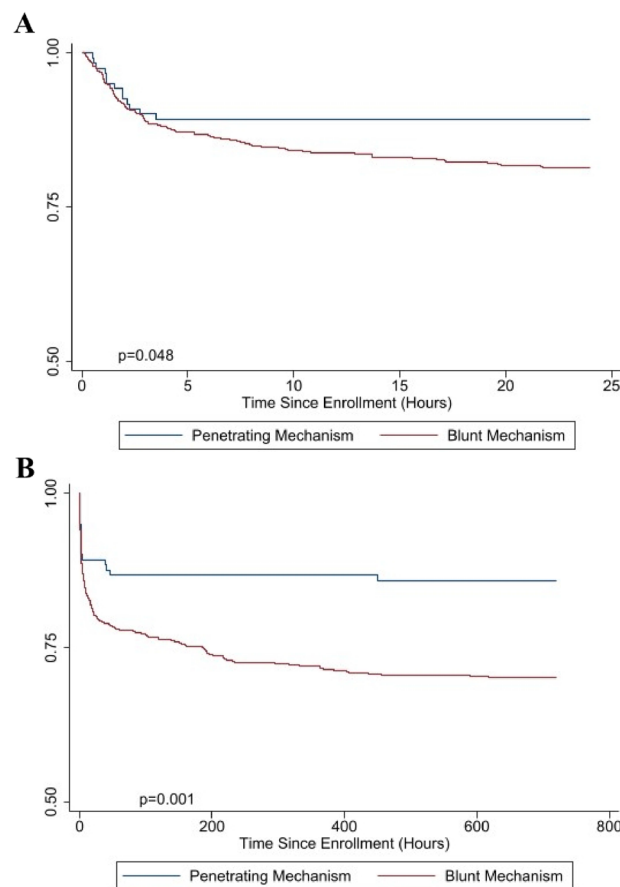 A
1.00
0.75
0.50
p=0.048
0 5 10 15 20 25
Time Since Enrollment (Hours)
Penetrating Mechanism Blunt Mechanism
B
1.00
0.75
0.50
p=0.001
0 200 400 600 800
Time Since Enrollment (Hours)
Penetrating Mechanism Blunt Mechanism